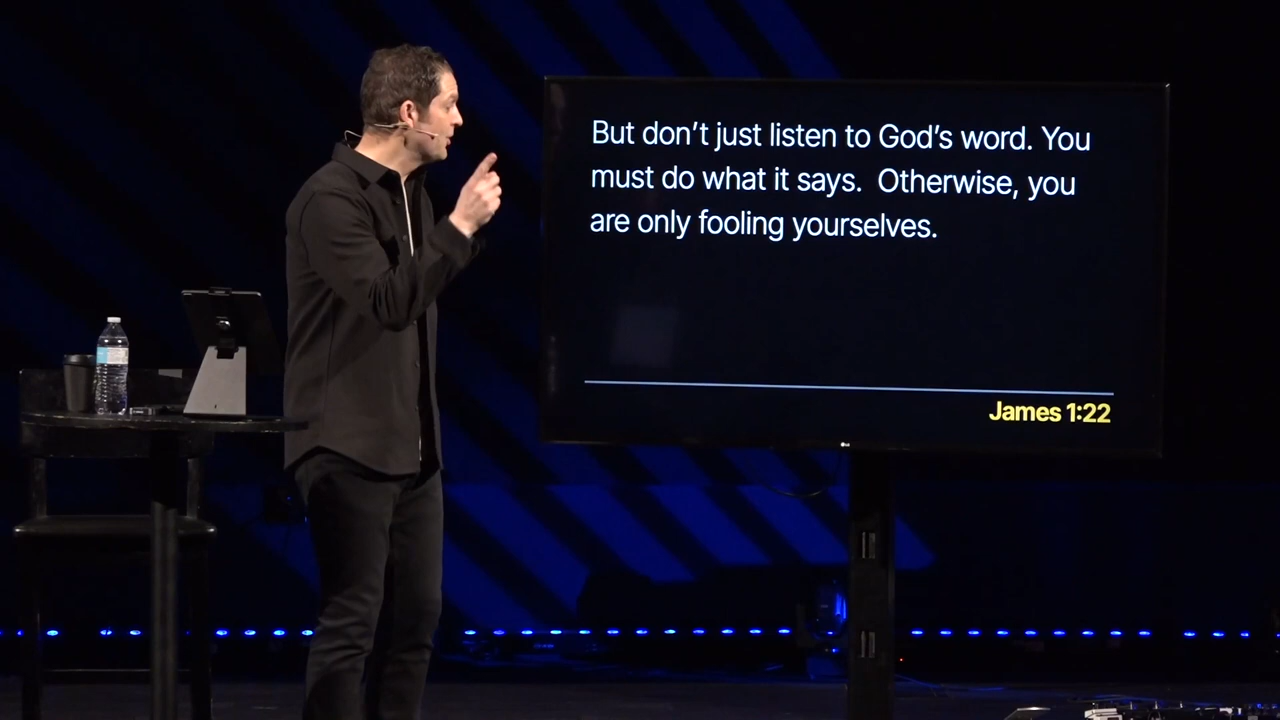 But don't just listen to God's word. You
must do what it says.  Otherwise, you
are only fooling yourselves.
James 1:22